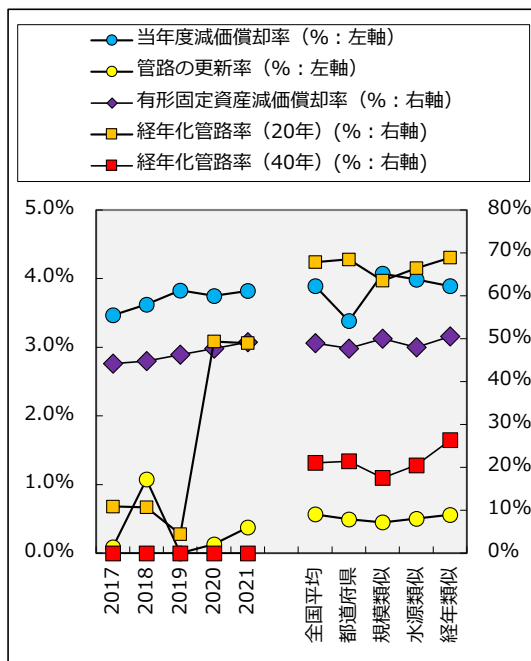 当年度減価償却率（%：左軸）
管路の更新率（%：左軸）
有形固定資産減価償却率（%：右軸）
経年化管路率（20年）(%：右軸)
経年化管路率（40年）(%：右軸)
5.0%
4.0%
3.0%
2.0%
1.0%
0.0%
80%
70%
60%
50%
40%
30%
20%
10%
0%
2017
2018
2019
2020
2021
全国平均
都道府県
規模類似
水源類似
経年類似